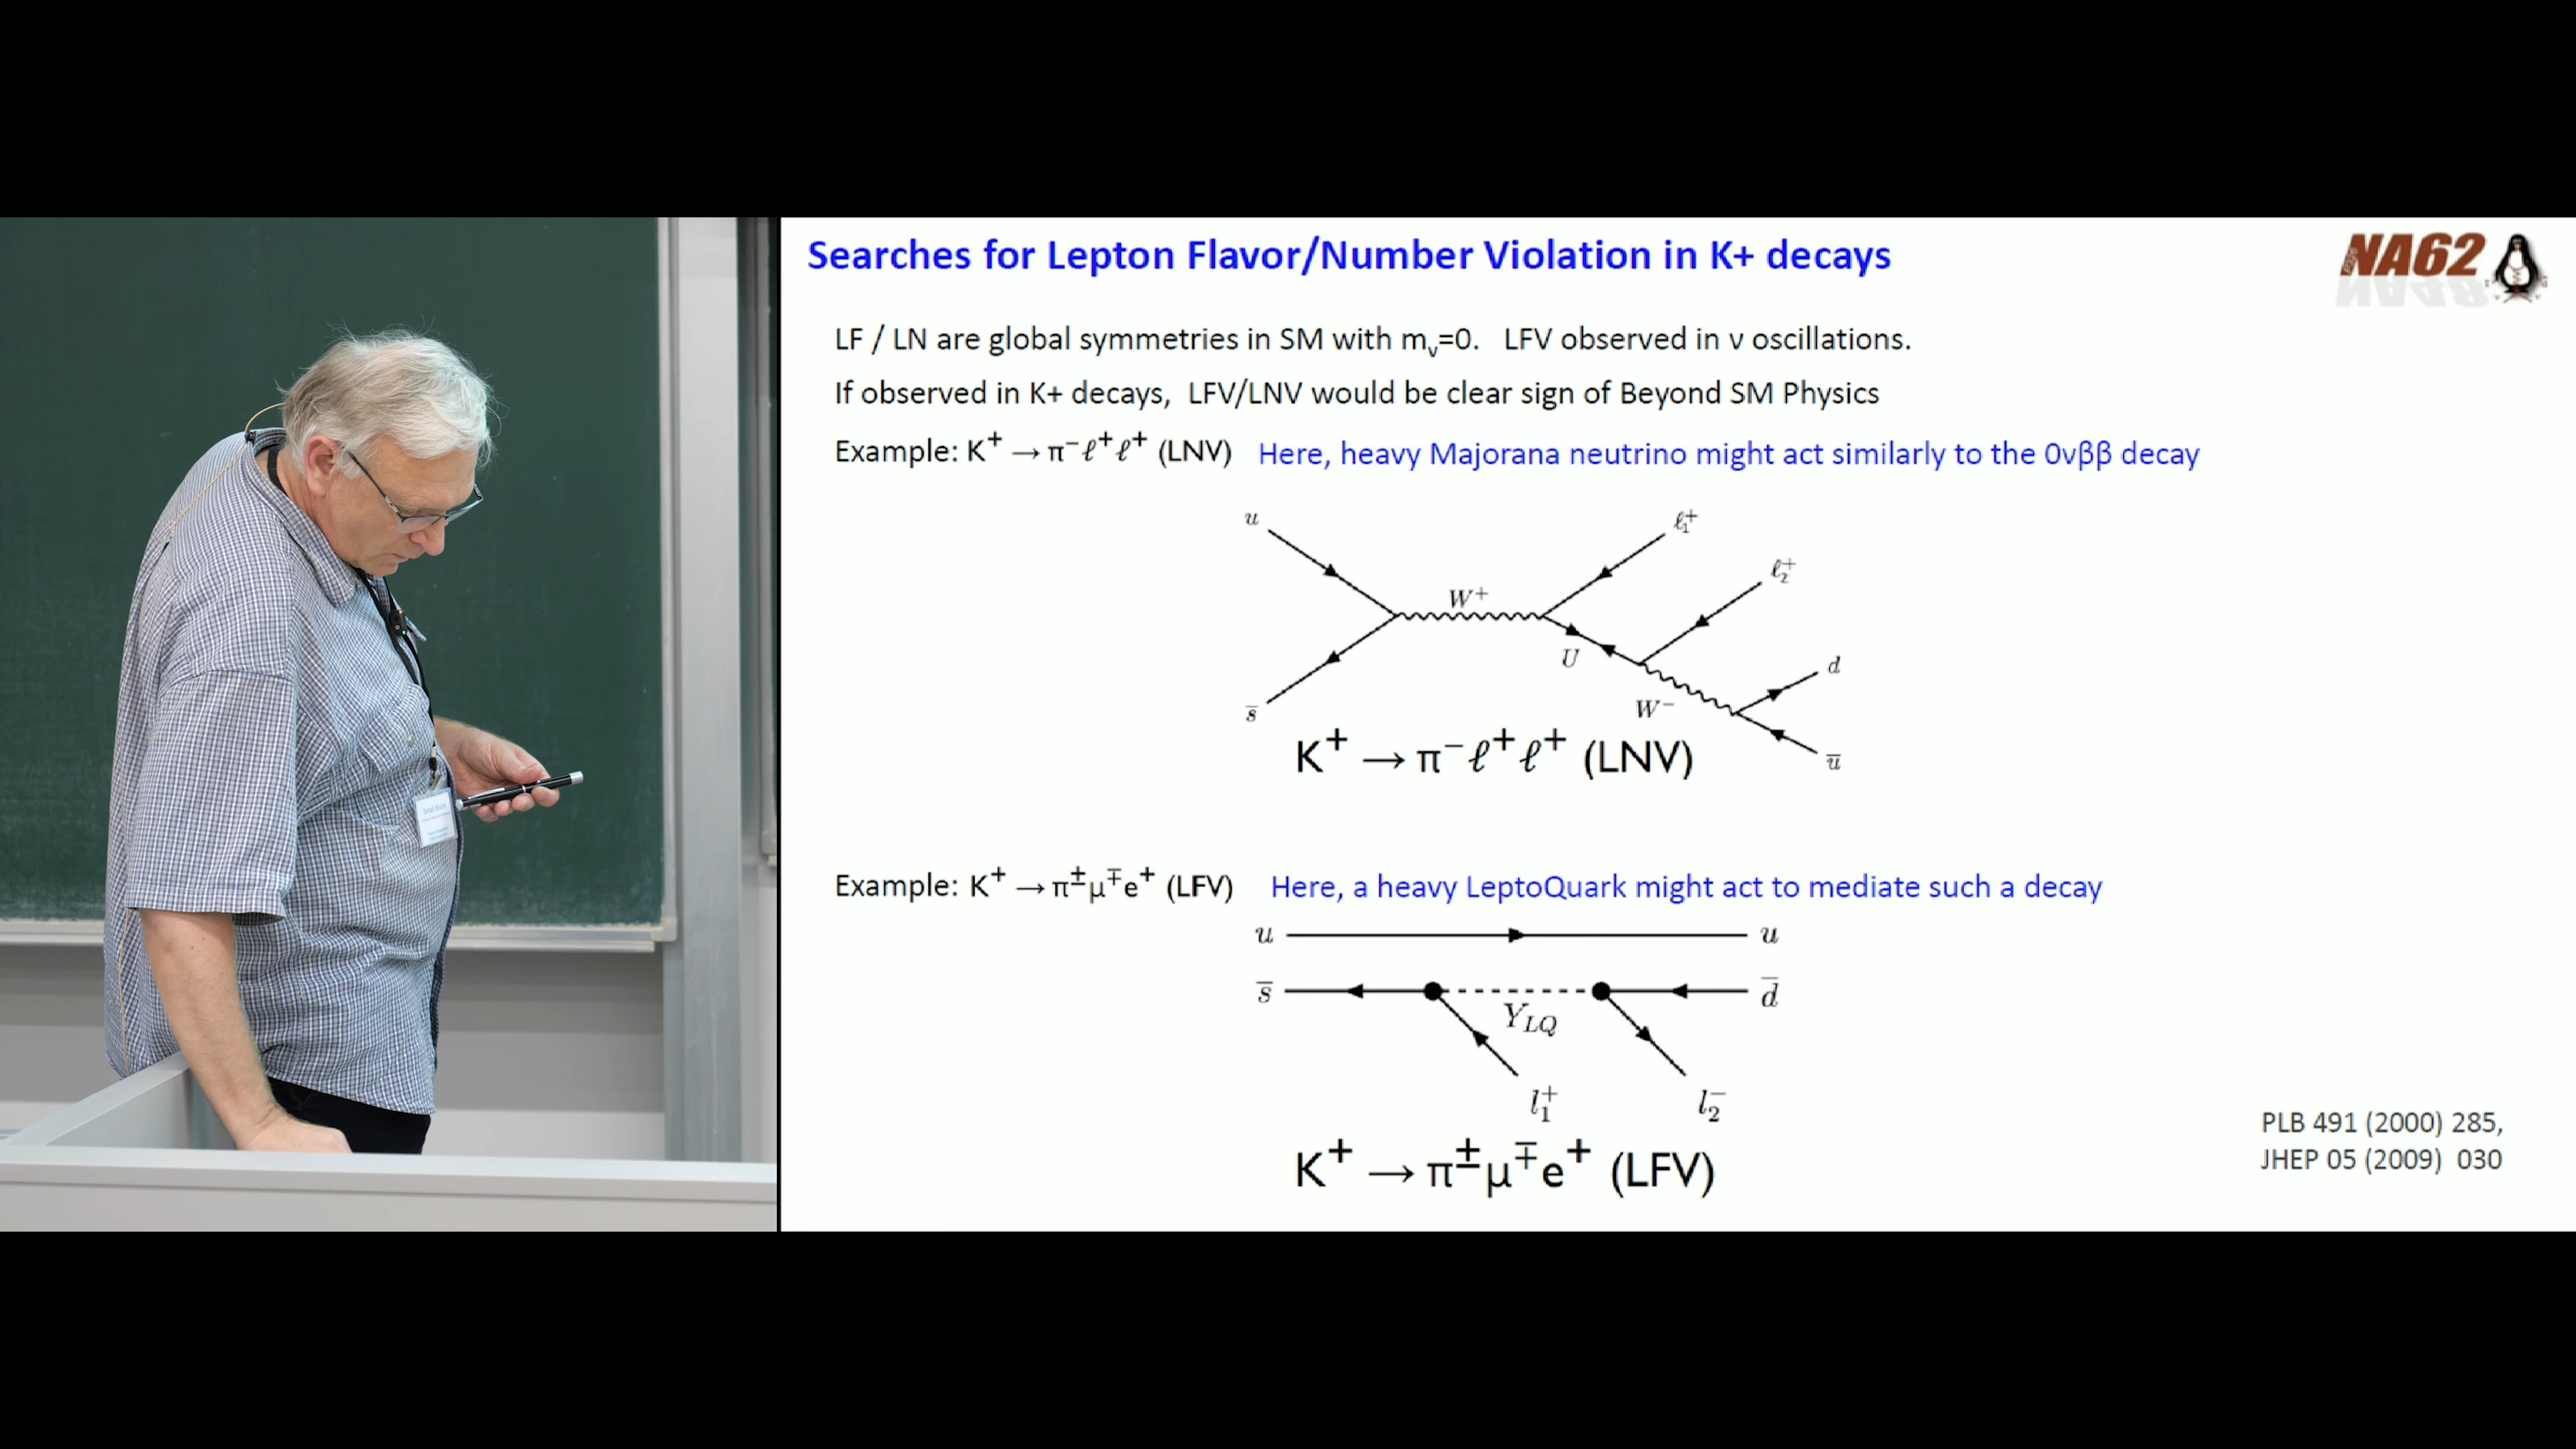 Searches for Lepton Flavor/Number Violation in K+ decays
NA62
LF / LN are global symmetries in SM with mᵥ=0. LFV observed in ν oscillations.
If observed in K+ decays, LFV/LNV would be clear sign of Beyond SM Physics
Example: K⁺ → π⁻ℓ⁺ℓ⁺ (LNV) Here, heavy Majorana neutrino might act similarly to the 0νββ decay
u
ℓ₁⁺
ℓ₂⁺
W⁺
U
d
s̅
W⁻
u̅
K⁺ → π⁻ℓ⁺ℓ⁺ (LNV)
Example: K⁺ → π±μ∓e⁺ (LFV) Here, a heavy LeptoQuark might act to mediate such a decay
u u
s̅ d̅
Y_LQ
l₁⁺ l₂⁻
K⁺ → π±μ∓e⁺ (LFV)
PLB 491 (2000) 285,
JHEP 05 (2009) 030